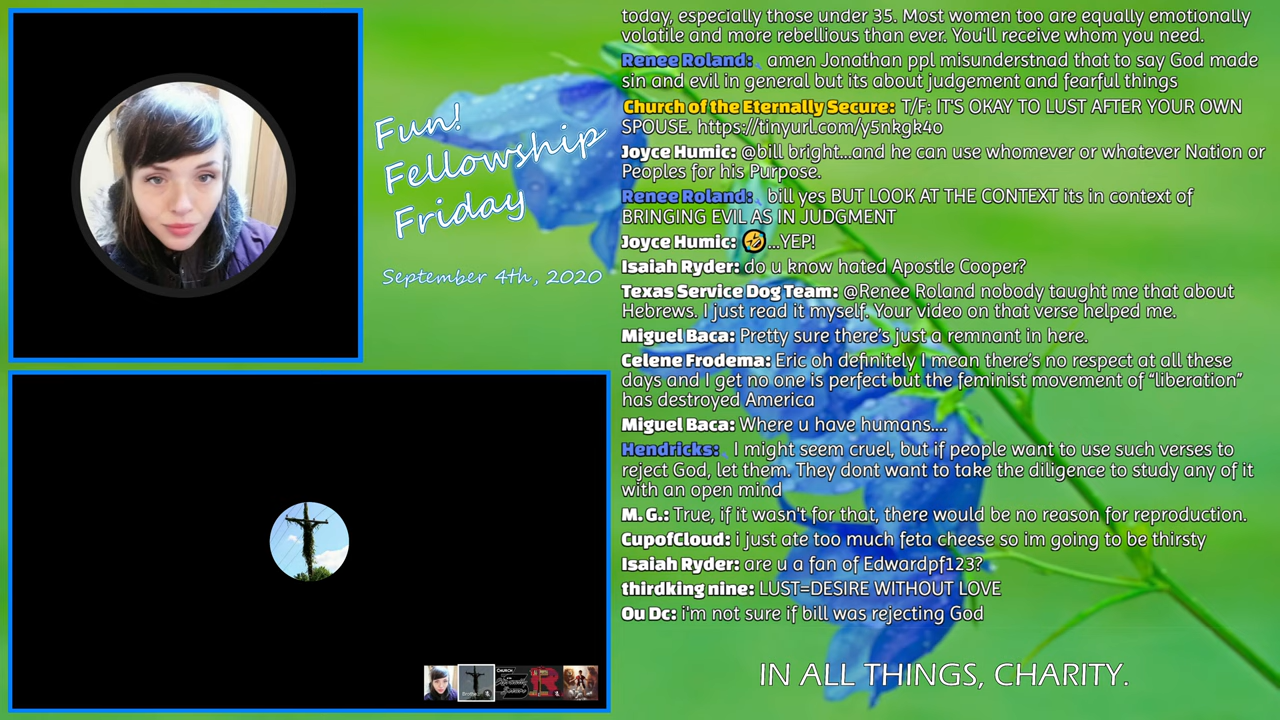 Fun!
Fellowship
Friday
September 4th, 2020
today, especially those under 35. Most women too are equally emotionally
volatile and more rebellious than ever. You'll receive whom you need.
Renee Roland: amen Jonathan ppl misunderstnad that to say God made
sin and evil in general but its about judgement and fearful things
Church of the Eternally Secure: T/F: IT'S OKAY TO LUST AFTER YOUR OWN
SPOUSE. https://tinyurl.com/y5nkgk4o
Joyce Humic: @bill bright...and he can use whomever or whatever Nation or
Peoples for his Purpose.
Renee Roland: bill yes BUT LOOK AT THE CONTEXT its in context of
BRINGING EVIL AS IN JUDGMENT
Joyce Humic: 🤣...YEP!
Isaiah Ryder: do u know hated Apostle Cooper?
Texas Service Dog Team: @Renee Roland nobody taught me that about
Hebrews. I just read it myself. Your video on that verse helped me.
Miguel Baca: Pretty sure there's just a remnant in here.
Celene Frodema: Eric oh definitely I mean there's no respect at all these
days and I get no one is perfect but the feminist movement of “liberation”
has destroyed America
Miguel Baca: Where u have humans....
Hendricks: I might seem cruel, but if people want to use such verses to
reject God, let them. They dont want to take the diligence to study any of it
with an open mind
M. G.: True, if it wasn't for that, there would be no reason for reproduction.
CupofCloud: i just ate too much feta cheese so im going to be thirsty
Isaiah Ryder: are u a fan of Edwardpf123?
thirdking nine: LUST=DESIRE WITHOUT LOVE
Ou Dc: i'm not sure if bill was rejecting God
IN ALL THINGS, CHARITY.